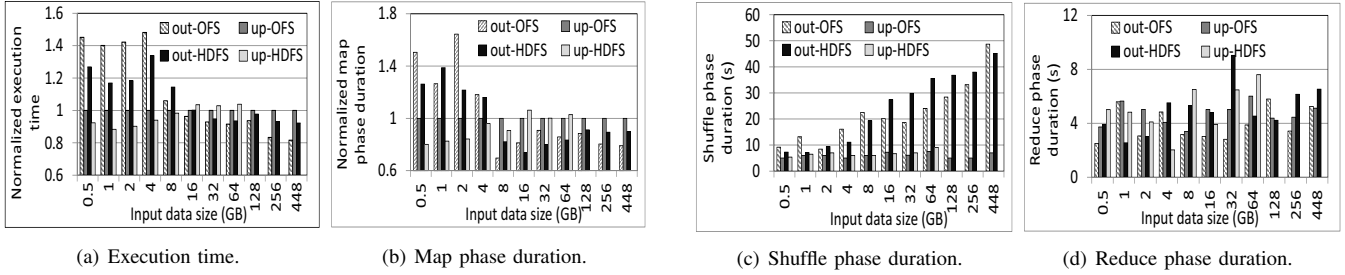 Normalized execution time
1.6
1.4
1.2
1
0.8
0.6
out-OFS
up-OFS
out-HDFS
up-HDFS
0.5
1
2
4
8
16
32
64
128
256
448
Input data size (GB)
(a) Execution time.
Normalized map phase duration
1.8
1.4
1
0.6
out-OFS
up-OFS
out-HDFS
up-HDFS
0.5
1
2
4
8
16
32
64
128
256
448
Input data size (GB)
(b) Map phase duration.
Shuffle phase duration (s)
60
50
40
30
20
10
0
out-OFS
up-OFS
out-HDFS
up-HDFS
0.5
1
2
4
8
16
32
64
128
256
448
Input data size (GB)
(c) Shuffle phase duration.
Reduce phase duration (s)
12
8
4
0
out-OFS
up-OFS
out-HDFS
up-HDFS
0.5
1
2
4
8
16
32
64
128
256
448
Input data size (GB)
(d) Reduce phase duration.